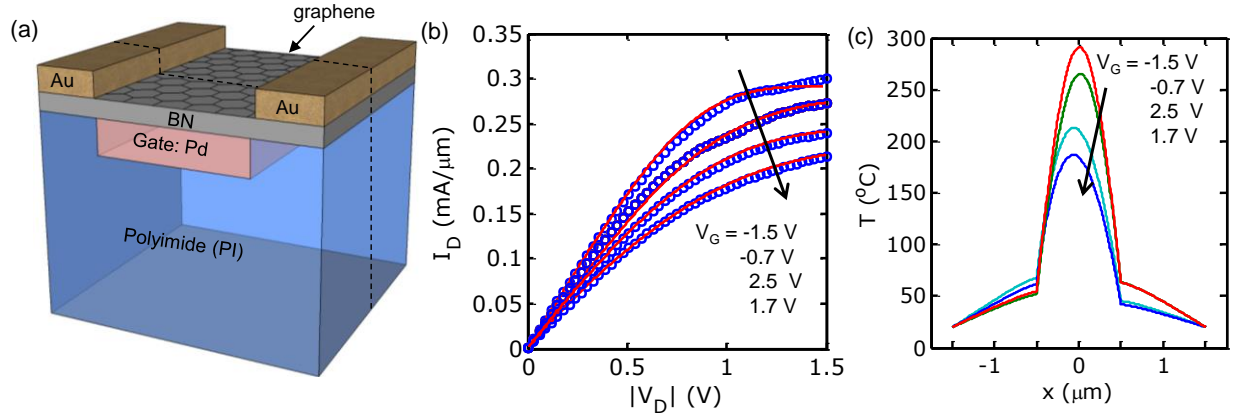 (a)
graphene
Au
Au
BN
Gate: Pd
Polyimide (PI)
(b)
0.35
0.3
0.25
0.2
0.15
0.1
0.05
0
I_D (mA/μm)
V_G = -1.5 V
-0.7 V
2.5 V
1.7 V
0 0.5 1 1.5
|V_D| (V)
(c)
300
250
200
150
100
50
0
T (°C)
V_G = -1.5 V
-0.7 V
2.5 V
1.7 V
-1 0 1
x (μm)